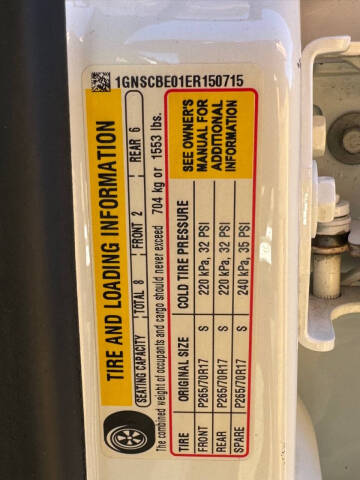 1GNSCBE01ER150715
TIRE AND LOADING INFORMATION
SEATING CAPACITY TOTAL 8 FRONT 2 REAR 6
The combined weight of occupants and cargo should never exceed 704 kg or 1553 lbs.
TIRE ORIGINAL SIZE COLD TIRE PRESSURE
FRONT P265/70R17 S 220 kPa, 32 PSI
REAR P265/70R17 S 220 kPa, 32 PSI
SPARE P265/70R17 S 240 kPa, 35 PSI
SEE OWNER'S
MANUAL FOR
ADDITIONAL
INFORMATION